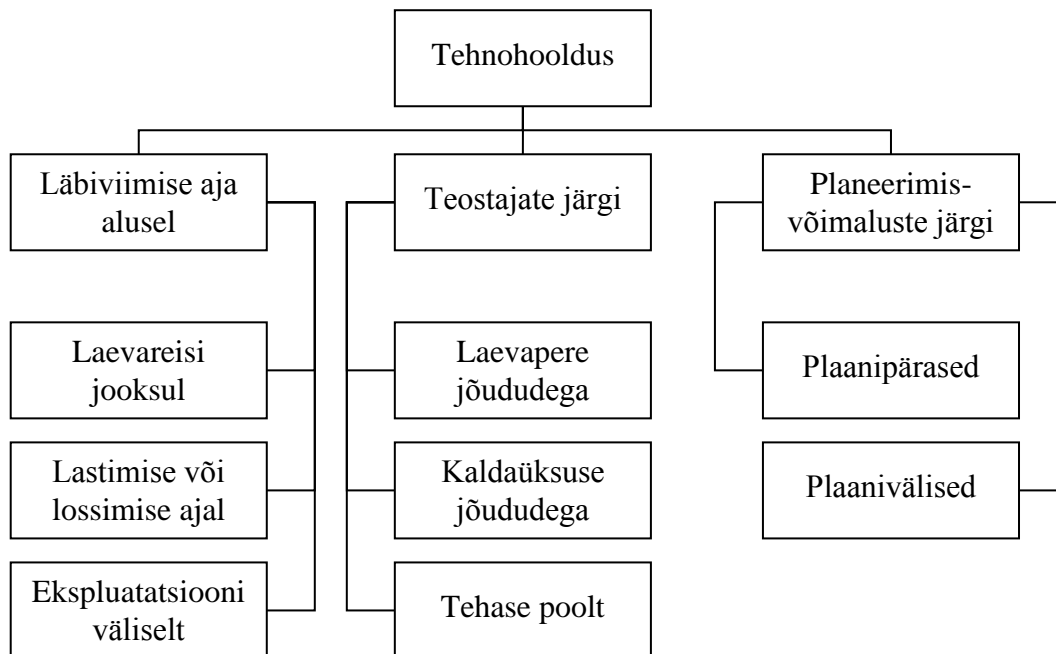 Tehnohooldus
Läbiviimise aja
alusel
Teostajate järgi
Planeerimis-
võimaluste järgi
Laevareisi
jooksul
Laevapere
jõududega
Plaanipärased
Lastimise või
lossimise ajal
Kaldaüksuse
jõududega
Plaanivälised
Ekspluatatsiooni
väliselt
Tehase poolt